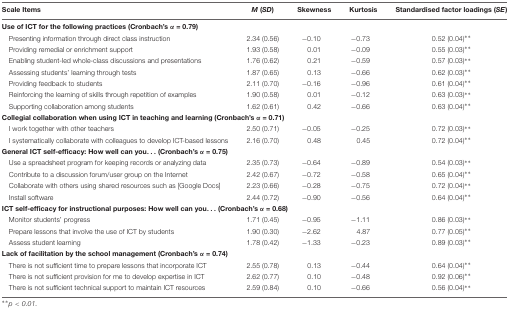 Scale Items M (SD) Skewness Kurtosis Standardised factor loadings (SE)
Use of ICT for the following practices (Cronbach's α = 0.79)
Presenting information through direct class instruction 2.34 (0.56) −0.10 −0.73 0.52 (0.04)**
Providing remedial or enrichment support 1.93 (0.58) 0.01 −0.09 0.55 (0.03)**
Enabling student-led whole-class discussions and presentations 1.76 (0.62) 0.21 −0.59 0.57 (0.03)**
Assessing students' learning through tests 1.87 (0.65) 0.13 −0.66 0.62 (0.03)**
Providing feedback to students 2.11 (0.70) −0.16 −0.96 0.61 (0.04)**
Reinforcing the learning of skills through repetition of examples 1.90 (0.58) 0.01 −0.12 0.63 (0.03)**
Supporting collaboration among students 1.62 (0.61) 0.42 −0.66 0.63 (0.04)**
Collegial collaboration when using ICT in teaching and learning (Cronbach's α = 0.71)
I work together with other teachers 2.50 (0.71) −0.05 −0.25 0.72 (0.03)**
I systematically collaborate with colleagues to develop ICT-based lessons 2.16 (0.70) 0.48 0.45 0.72 (0.04)**
General ICT self-efficacy: How well can you. . . (Cronbach's α = 0.75)
Use a spreadsheet program for keeping records or analyzing data 2.35 (0.73) −0.64 −0.89 0.54 (0.03)**
Contribute to a discussion forum/user group on the Internet 2.42 (0.67) −0.72 −0.58 0.65 (0.04)**
Collaborate with others using shared resources such as [Google Docs] 2.23 (0.66) −0.28 −0.75 0.72 (0.04)**
Install software 2.44 (0.72) −0.90 −0.56 0.64 (0.04)**
ICT self-efficacy for instructional purposes: How well can you. . . (Cronbach's α = 0.68)
Monitor students' progress 1.71 (0.45) −0.95 −1.11 0.86 (0.03)**
Prepare lessons that involve the use of ICT by students 1.90 (0.30) −2.62 4.87 0.77 (0.05)**
Assess student learning 1.78 (0.42) −1.33 −0.23 0.89 (0.03)**
Lack of facilitation by the school management (Cronbach's α = 0.74)
There is not sufficient time to prepare lessons that incorporate ICT 2.55 (0.78) 0.13 −0.44 0.64 (0.04)**
There is not sufficient provision for me to develop expertise in ICT 2.62 (0.77) 0.10 −0.48 0.92 (0.06)**
There is not sufficient technical support to maintain ICT resources 2.59 (0.84) 0.10 −0.66 0.56 (0.04)**
**p < 0.01.